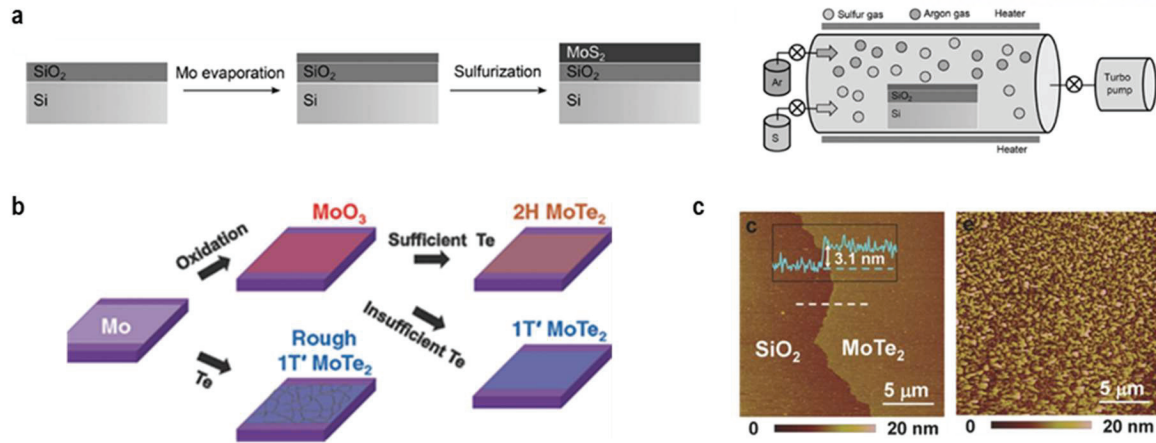 a
SiO2
Si
Mo evaporation
SiO2
Si
Sulfurization
MoS2
SiO2
Si
Sulfur gas
Argon gas
Heater
Ar
S
SiO2
Si
Turbo
pump
Heater
b
Mo
Oxidation
MoO3
Sufficient Te
2H MoTe2
Te
Rough
1T′ MoTe2
Insufficient Te
1T′ MoTe2
c
c
3.1 nm
SiO2
MoTe2
5 μm
0
20 nm
e
5 μm
0
20 nm